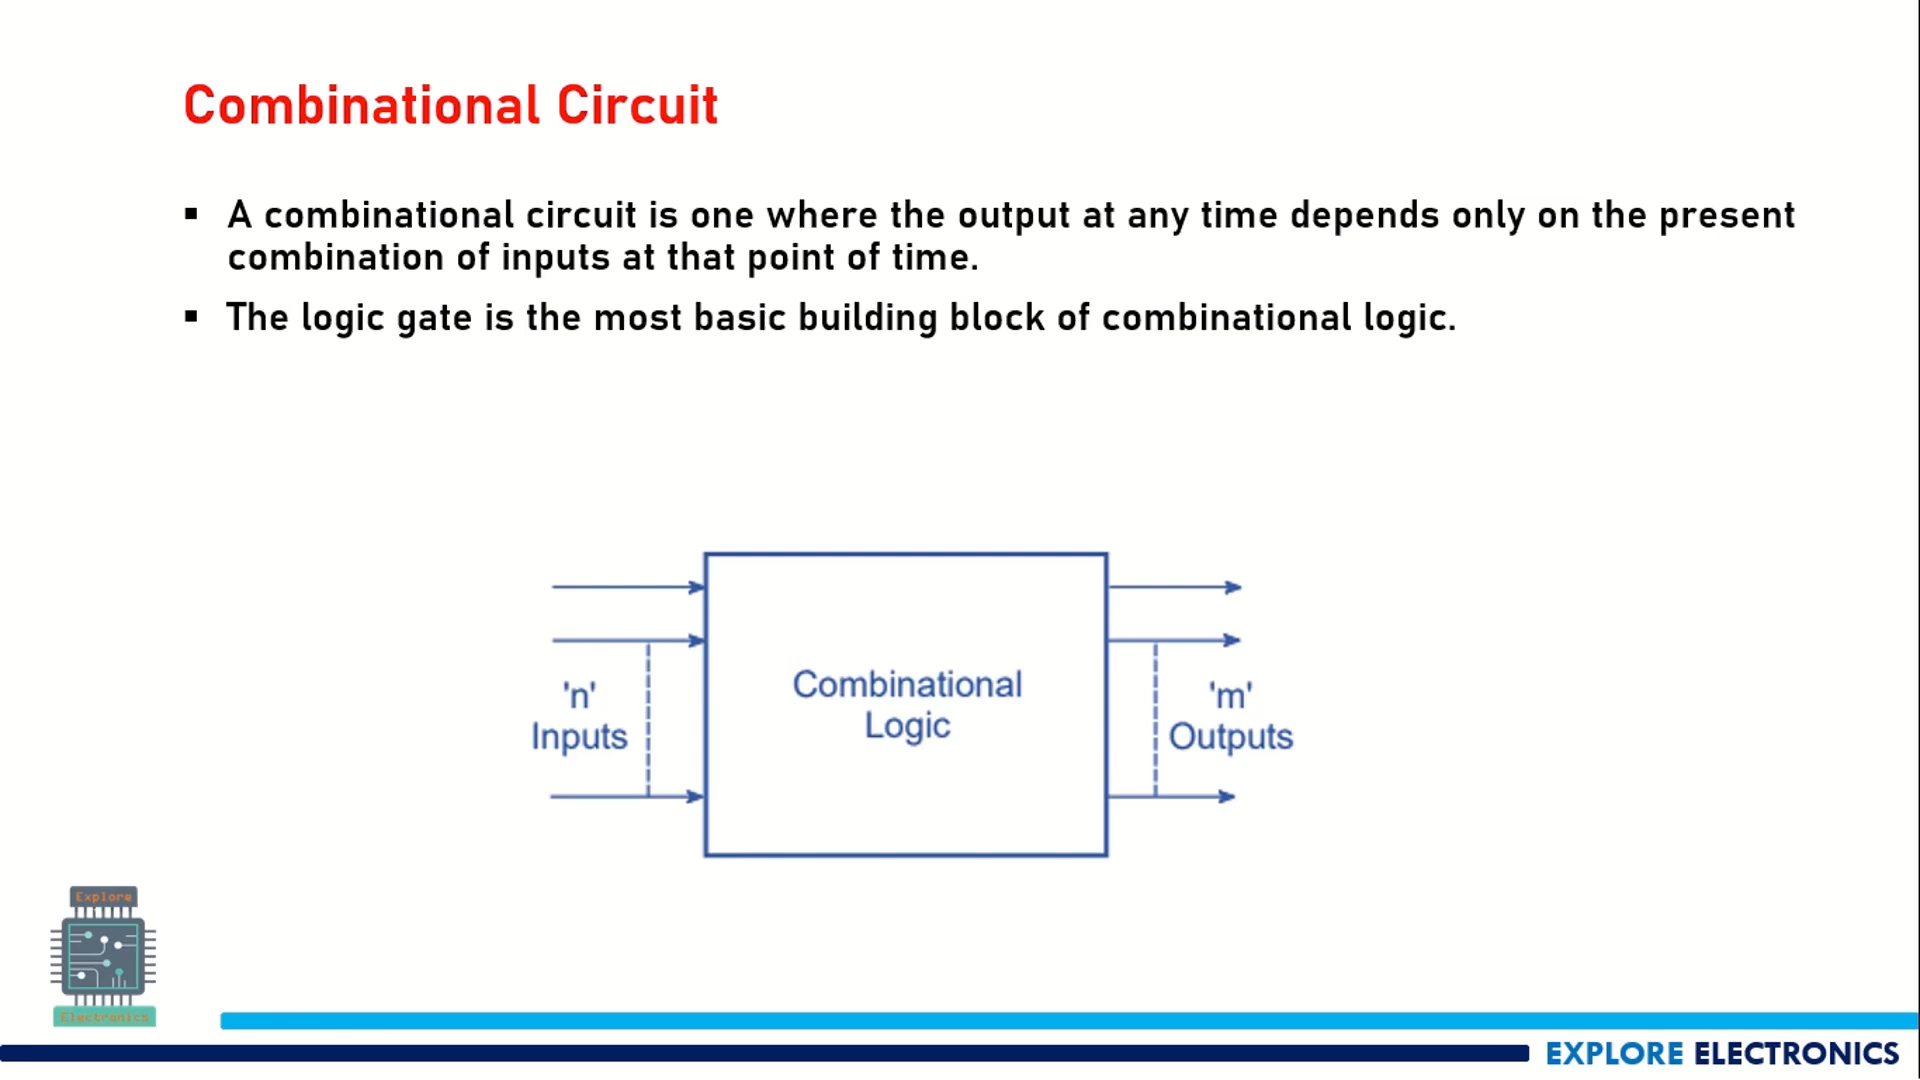 Combinational Circuit
▪ A combinational circuit is one where the output at any time depends only on the present
combination of inputs at that point of time.
▪ The logic gate is the most basic building block of combinational logic.
'n'
Inputs
Combinational
Logic
'm'
Outputs
Explore
Electronics
EXPLORE ELECTRONICS